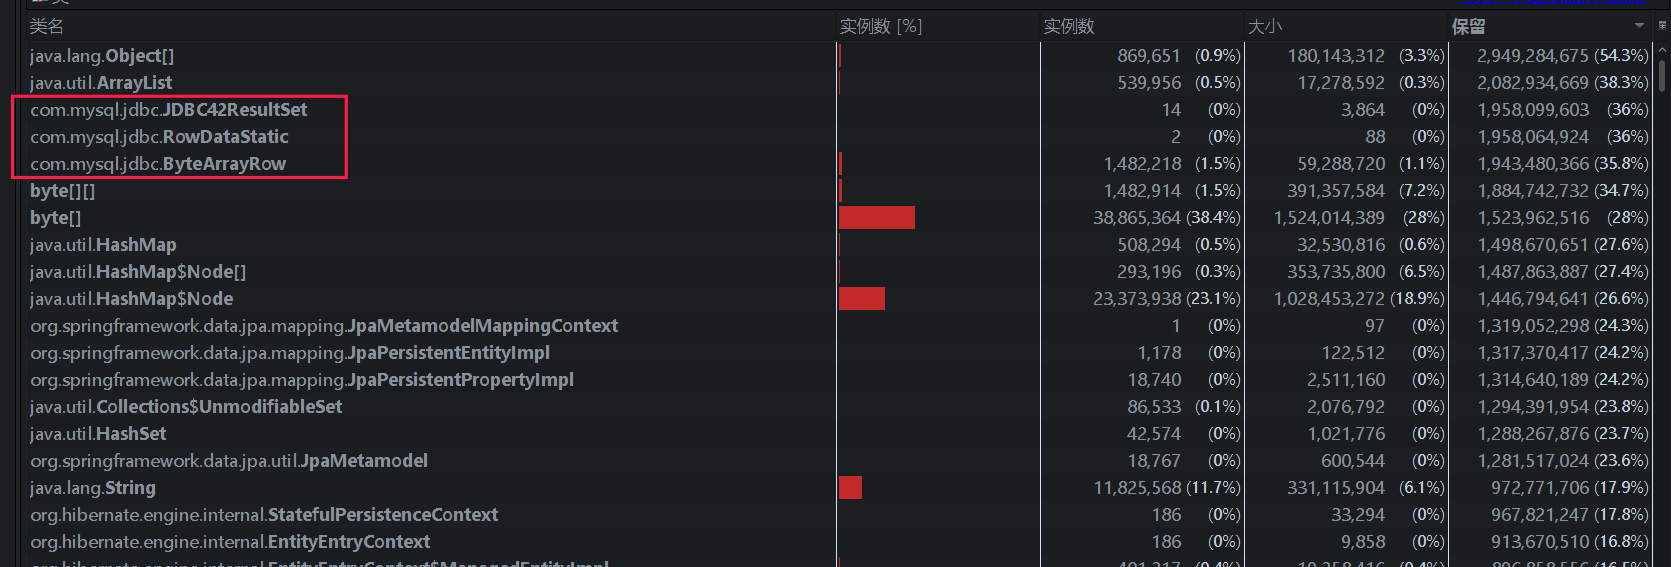 类名 实例数 [%] 实例数 大小 保留
java.lang.Object[] 869,651 (0.9%) 180,143,312 (3.3%) 2,949,284,675 (54.3%)
java.util.ArrayList 539,956 (0.5%) 17,278,592 (0.3%) 2,082,934,669 (38.3%)
com.mysql.jdbc.JDBC42ResultSet 14 (0%) 3,864 (0%) 1,958,099,603 (36%)
com.mysql.jdbc.RowDataStatic 2 (0%) 88 (0%) 1,958,064,924 (36%)
com.mysql.jdbc.ByteArrayRow 1,482,218 (1.5%) 59,288,720 (1.1%) 1,943,480,366 (35.8%)
byte[][] 1,482,914 (1.5%) 391,357,584 (7.2%) 1,884,742,732 (34.7%)
byte[] 38,865,364 (38.4%) 1,524,014,389 (28%) 1,523,962,516 (28%)
java.util.HashMap 508,294 (0.5%) 32,530,816 (0.6%) 1,498,670,651 (27.6%)
java.util.HashMap$Node[] 293,196 (0.3%) 353,735,800 (6.5%) 1,487,863,887 (27.4%)
java.util.HashMap$Node 23,373,938 (23.1%) 1,028,453,272 (18.9%) 1,446,794,641 (26.6%)
org.springframework.data.jpa.mapping.JpaMetamodelMappingContext 1 (0%) 97 (0%) 1,319,052,298 (24.3%)
org.springframework.data.jpa.mapping.JpaPersistentEntityImpl 1,178 (0%) 122,512 (0%) 1,317,370,417 (24.2%)
org.springframework.data.jpa.mapping.JpaPersistentPropertyImpl 18,740 (0%) 2,511,160 (0%) 1,314,640,189 (24.2%)
java.util.Collections$UnmodifiableSet 86,533 (0.1%) 2,076,792 (0%) 1,294,391,954 (23.8%)
java.util.HashSet 42,574 (0%) 1,021,776 (0%) 1,288,267,876 (23.7%)
org.springframework.data.jpa.util.JpaMetamodel 18,767 (0%) 600,544 (0%) 1,281,517,024 (23.6%)
java.lang.String 11,825,568 (11.7%) 331,115,904 (6.1%) 972,771,706 (17.9%)
org.hibernate.engine.internal.StatefulPersistenceContext 186 (0%) 33,294 (0%) 967,821,247 (17.8%)
org.hibernate.engine.internal.EntityEntryContext 186 (0%) 9,858 (0%) 913,670,510 (16.8%)